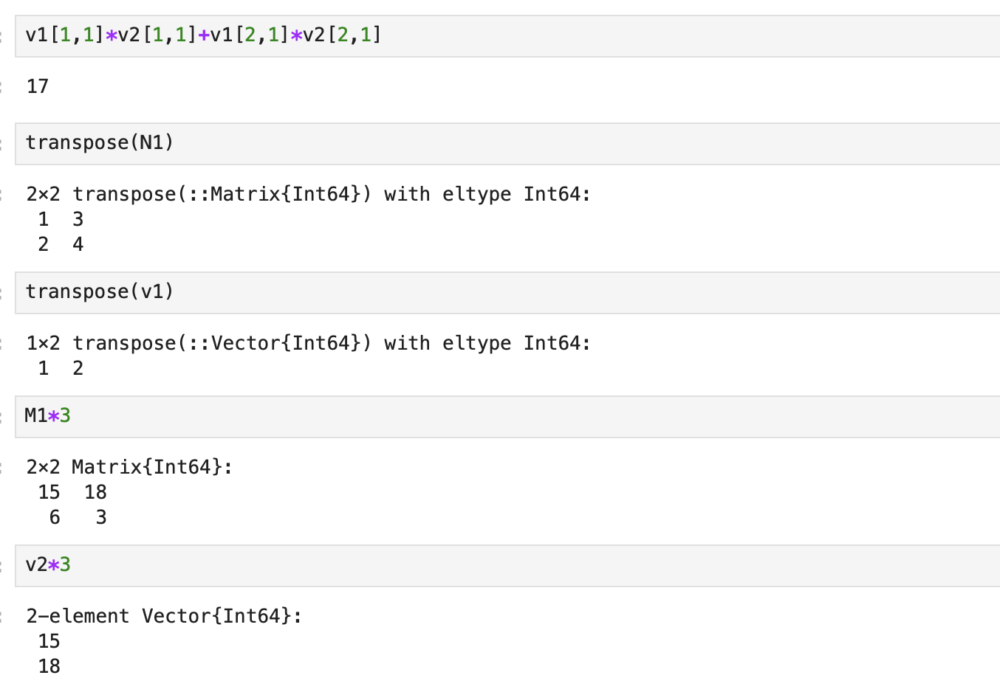 v1[1,1]*v2[1,1]+v1[2,1]*v2[2,1]
17
transpose(N1)
2×2 transpose(::Matrix{Int64}) with eltype Int64:
1  3
2  4
transpose(v1)
1×2 transpose(::Vector{Int64}) with eltype Int64:
1  2
M1*3
2×2 Matrix{Int64}:
15  18
6   3
v2*3
2-element Vector{Int64}:
15
18